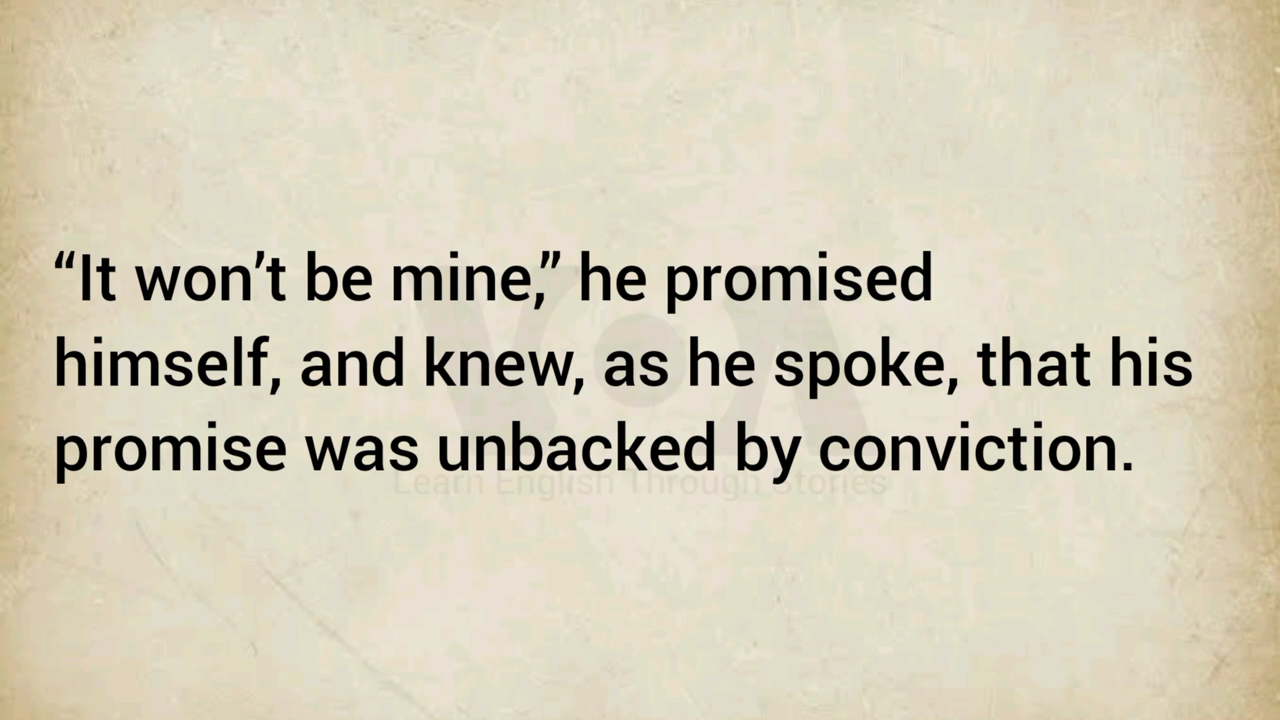 “It won’t be mine,” he promised
himself, and knew, as he spoke, that his
promise was unbacked by conviction.
VOA
Learn English Through Stories